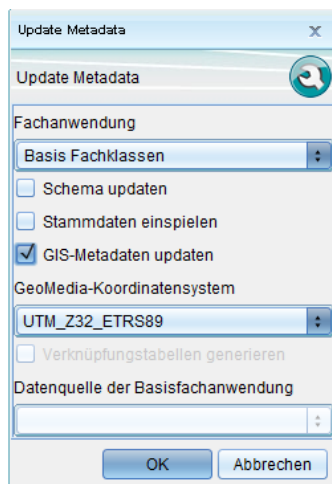 Update Metadata
Update Metadata
Fachanwendung
Basis Fachklassen
Schema updaten
Stammdaten einspielen
GIS-Metadaten updaten
GeoMedia-Koordinatensystem
UTM_Z32_ETRS89
Verknüpfungstabellen generieren
Datenquelle der Basisfachanwendung
OK Abbrechen